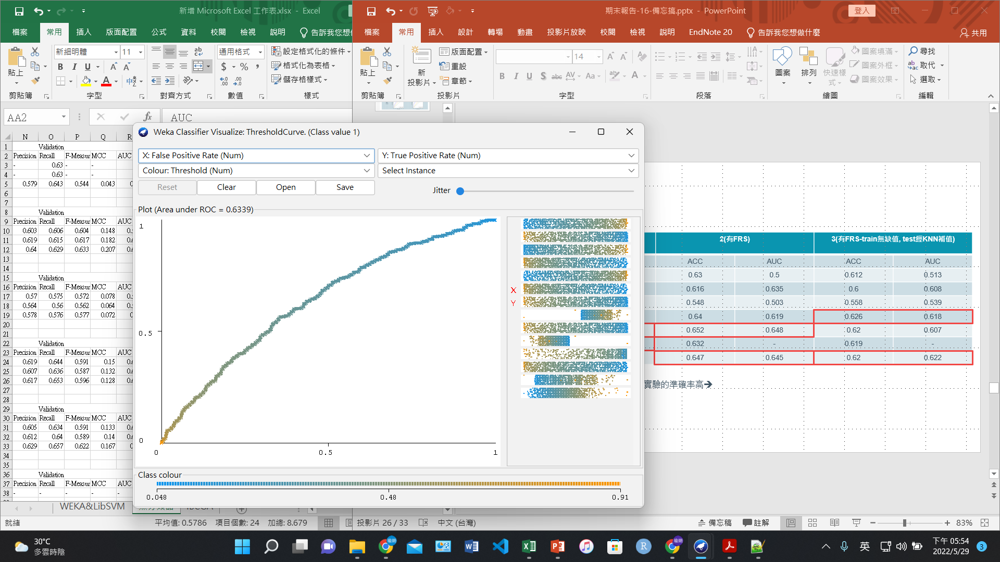 新增 Microsoft Excel 工作表.xlsx - Excel
檔案 常用 插入 版面配置 公式 資料 校閱 檢視 說明 告訴我您想
新細明體 11 通用格式 設定格式化的條件
格式化為表格
貼上 儲存格樣式
剪貼簿 字型 對齊方式 數值 樣式
AA2 fx AUC
期末報告-16-備忘搞.pptx - PowerPoint 登入
檔案 常用 插入 設計 轉場 動畫 投影片放映 校閱 檢視 說明 EndNote 20 告訴我您想做什麼 共用
貼上 新投影片 版面配置 重設 章節 14
圖案 排列 快速樣式 圖案填滿 圖案外框 圖案效果 尋找 取代 選取
剪貼簿 投影片 字型 段落 繪圖 編輯
N O P Q R
1 Validation
2 Precision Recall F-Measur MCC AUC
3 - 0.63 - -
4 - 0.63 - -
5 0.579 0.643 0.544 0.043
6
7
8 Validation
9 Precision Recall F-Measur MCC AUC
10 0.603 0.606 0.604 0.148
11 0.619 0.615 0.617 0.182
12 0.64 0.629 0.633 0.207
13
14
15 Validation
16 Precision Recall F-Measur MCC AUC
17 0.57 0.575 0.572 0.078
18 0.564 0.56 0.562 0.064
19 0.578 0.576 0.577 0.072
20
21
22 Validation
23 Precision Recall F-Measur MCC AUC
24 0.619 0.644 0.591 0.15
25 0.607 0.636 0.587 0.132
26 0.617 0.653 0.596 0.128
27
28
29 Validation
30 Precision Recall F-Measur MCC AUC
31 0.605 0.634 0.591 0.133
32 0.612 0.64 0.589 0.14
33 0.629 0.657 0.622 0.167
34
35
36 Validation
37 Precision Recall F-Measur MCC AUC
38 - - - - -
WEKA&LibSVM
就緒 平均值: 0.5786 項目個數: 24 加總: 8.679
Weka Classifier Visualize: ThresholdCurve. (Class value 1)
X: False Positive Rate (Num) Y: True Positive Rate (Num)
Colour: Threshold (Num) Select Instance
Reset Clear Open Save Jitter
Plot (Area under ROC = 0.6339)
1
0.5
0
0 0.5 1
X
Y
Class colour
0.048 0.48 0.91
2(有FRS) 3(有FRS-train無缺值, test經KNN補值)
ACC AUC ACC AUC
0.63 0.5 0.612 0.513
0.616 0.635 0.6 0.608
0.548 0.503 0.558 0.539
0.64 0.619 0.626 0.618
0.652 0.648 0.62 0.607
0.632 - 0.619 -
0.647 0.645 0.62 0.622
實驗的準確率高→
投影片 26 / 33 中文 (台灣) 備忘稿 註解 83%
30°C
多雲時陰
英
下午 05:54
2022/5/29
3